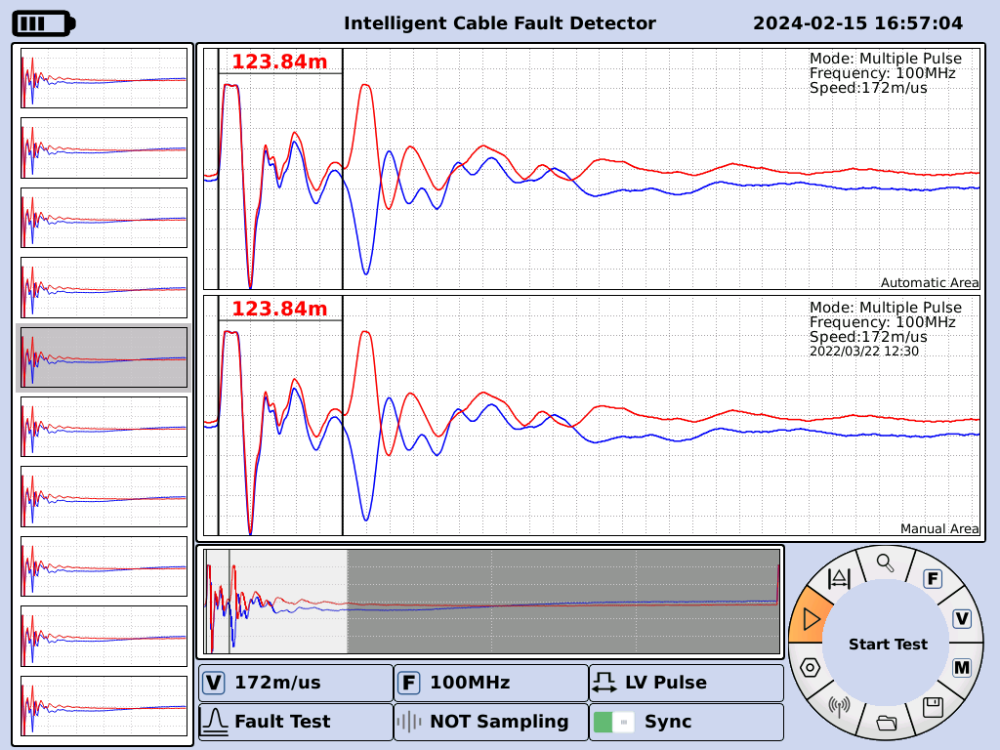 Intelligent Cable Fault Detector
2024-02-15 16:57:04
123.84m
Mode: Multiple Pulse
Frequency: 100MHz
Speed:172m/us
Automatic Area
123.84m
Mode: Multiple Pulse
Frequency: 100MHz
Speed:172m/us
2022/03/22 12:30
Manual Area
V 172m/us
F 100MHz
LV Pulse
Fault Test
NOT Sampling
Sync
F
V
Start Test
M